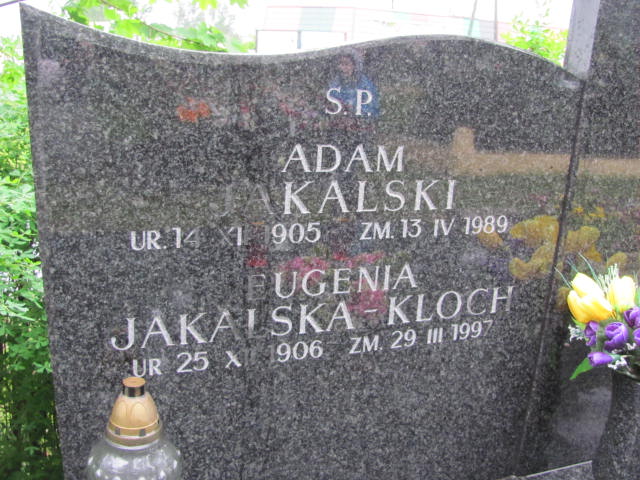 Ś.P.
ADAM
JAKALSKI
UR. 14 XI 1905 ZM. 13 IV 1989
EUGENIA
JAKALSKA-KLOCH
UR 25 1906 ZM. 29 III 1997